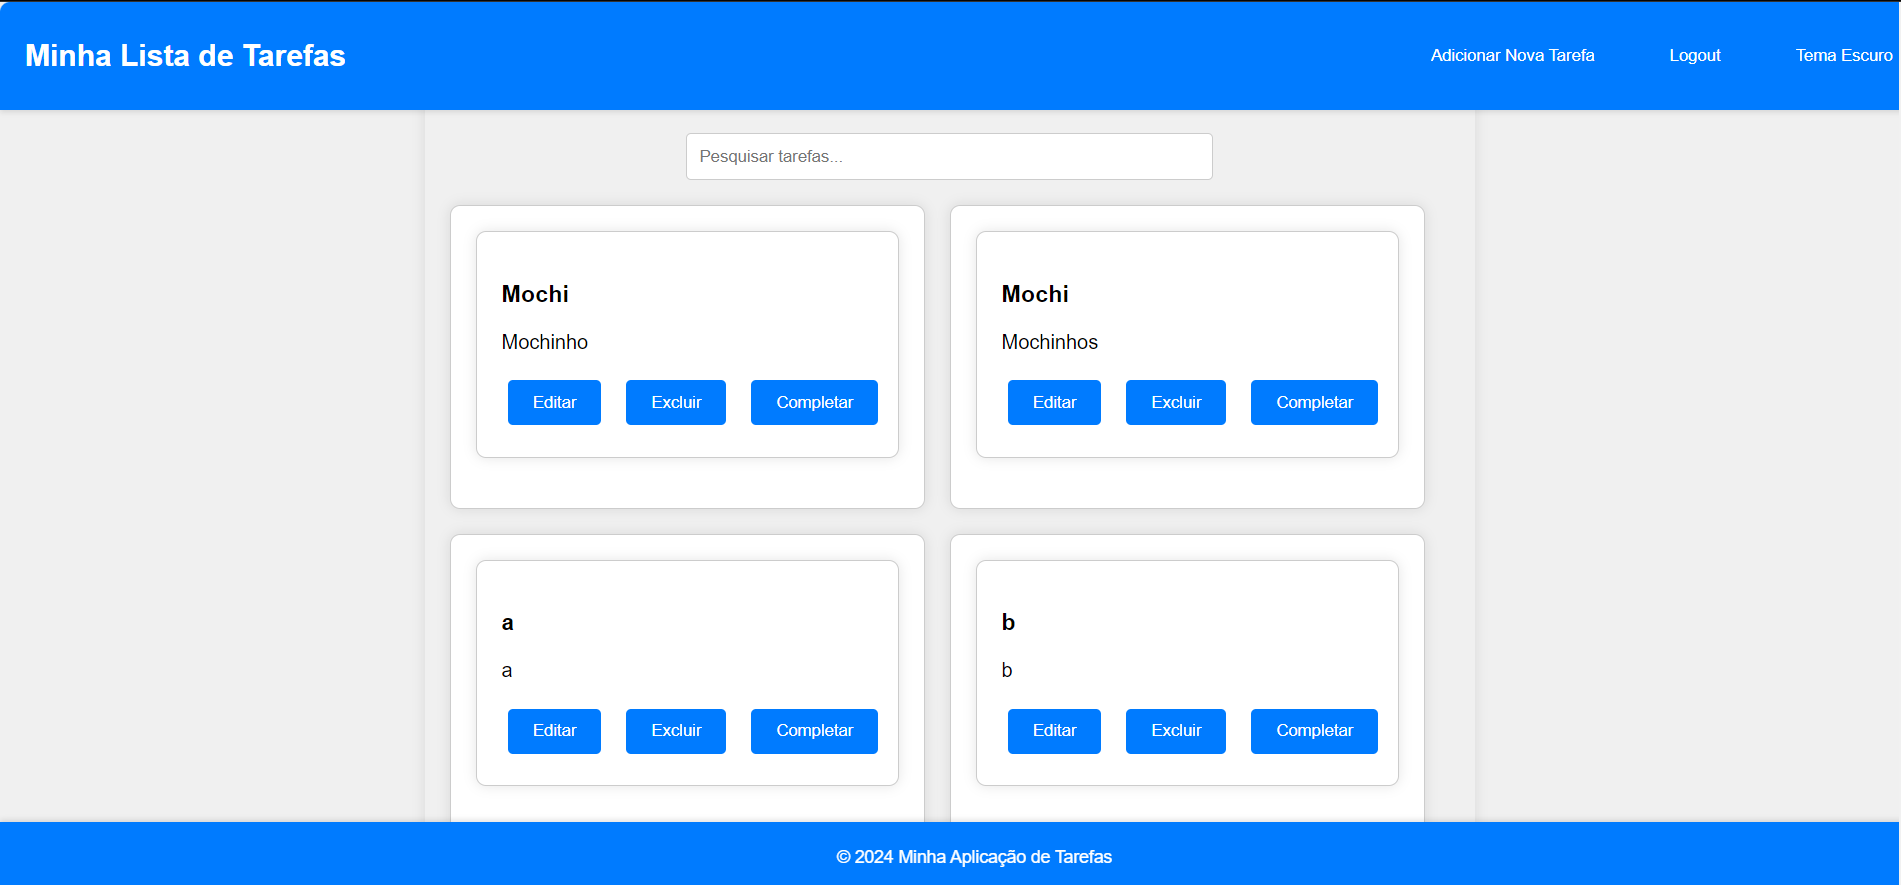 Minha Lista de Tarefas
Adicionar Nova Tarefa Logout Tema Escuro
Pesquisar tarefas...
Mochi
Mochinho
Editar Excluir Completar
Mochi
Mochinhos
Editar Excluir Completar
a
a
Editar Excluir Completar
b
b
Editar Excluir Completar
© 2024 Minha Aplicação de Tarefas